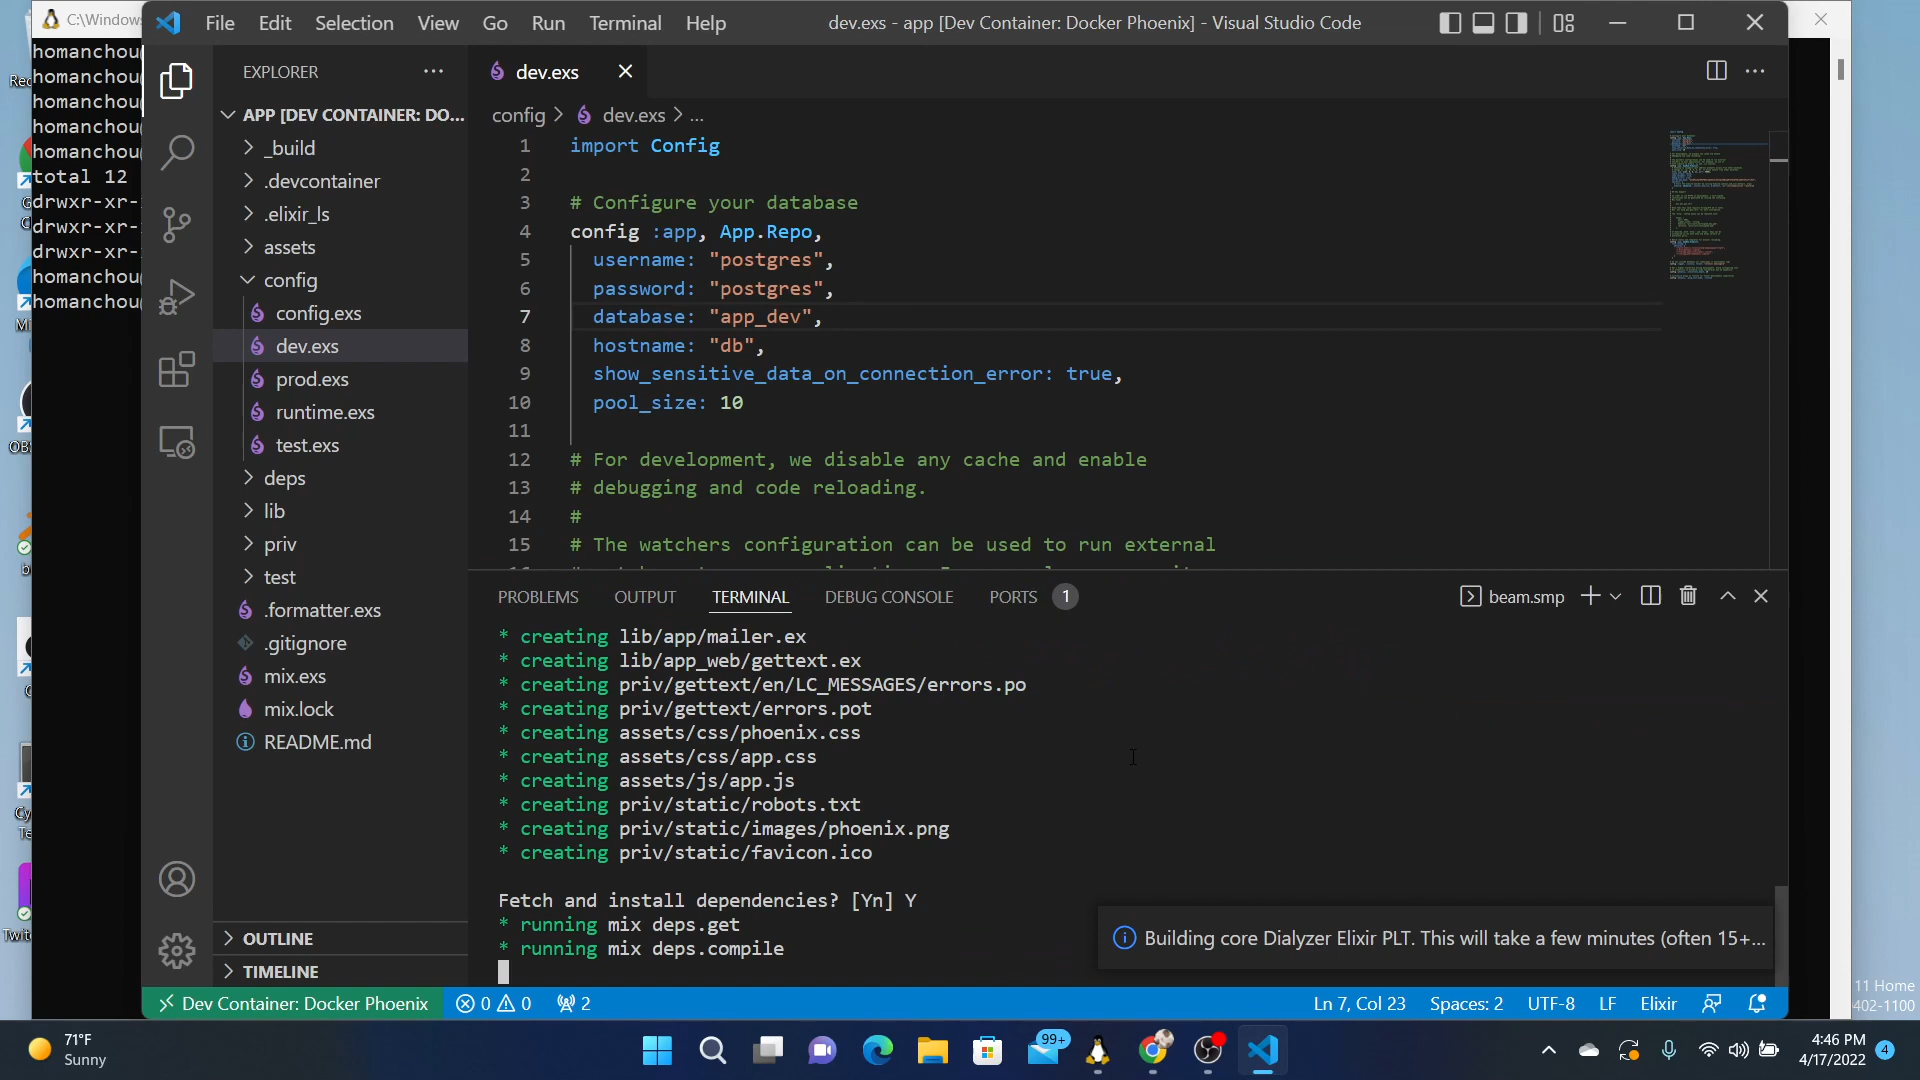 C:\Windows
File Edit Selection View Go Run Terminal Help
dev.exs - app [Dev Container: Docker Phoenix] - Visual Studio Code
homanchou
homanchou
homanchou
homanchou
homanchou
total 12
drwxr-xr-
drwxr-xr-
drwxr-xr-
homanchou
homanchou
EXPLORER
APP [DEV CONTAINER: DO...
_build
.devcontainer
.elixir_ls
assets
config
config.exs
dev.exs
prod.exs
runtime.exs
test.exs
deps
lib
priv
test
.formatter.exs
.gitignore
mix.exs
mix.lock
README.md
OUTLINE
TIMELINE
dev.exs
config > dev.exs > ...
1 import Config
2
3 # Configure your database
4 config :app, App.Repo,
5 username: "postgres",
6 password: "postgres",
7 database: "app_dev",
8 hostname: "db",
9 show_sensitive_data_on_connection_error: true,
10 pool_size: 10
11
12 # For development, we disable any cache and enable
13 # debugging and code reloading.
14 #
15 # The watchers configuration can be used to run external
PROBLEMS OUTPUT TERMINAL DEBUG CONSOLE PORTS 1
beam.smp
* creating lib/app/mailer.ex
* creating lib/app_web/gettext.ex
* creating priv/gettext/en/LC_MESSAGES/errors.po
* creating priv/gettext/errors.pot
* creating assets/css/phoenix.css
* creating assets/css/app.css
* creating assets/js/app.js
* creating priv/static/robots.txt
* creating priv/static/images/phoenix.png
* creating priv/static/favicon.ico
Fetch and install dependencies? [Yn] Y
* running mix deps.get
* running mix deps.compile
Building core Dialyzer Elixir PLT. This will take a few minutes (often 15+...
Dev Container: Docker Phoenix 0 0 2
Ln 7, Col 23 Spaces: 2 UTF-8 LF Elixir
11 Home
402-1100
71°F
Sunny
99+
4:46 PM
4/17/2022
4